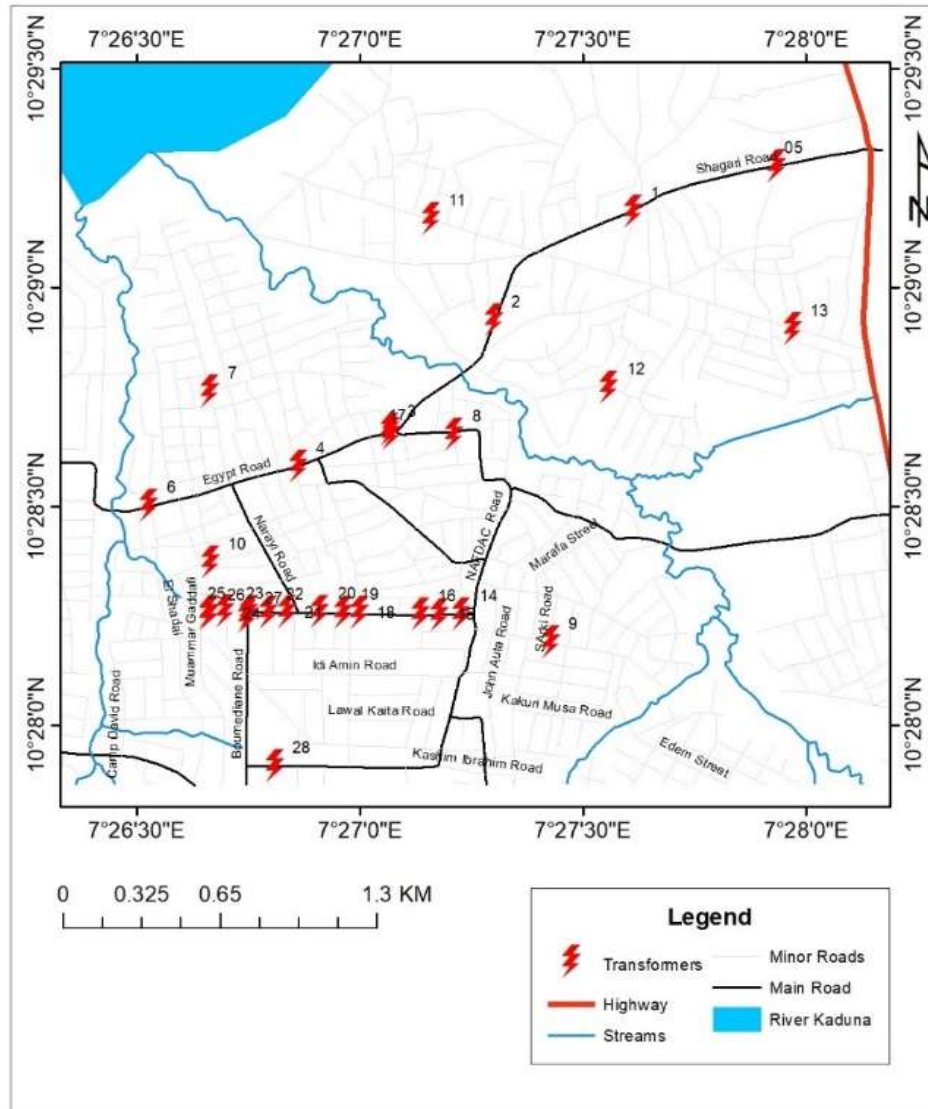 7°26'30"E 7°27'0"E 7°27'30"E 7°28'0"E
10°29'30"N 10°29'30"N
05
Shagari Road
1
11
N
10°29'0"N 10°29'0"N
2
13
12
7
3
17
8
4
Egypt Road
6
10°28'30"N 10°28'30"N
NAFDAC Road
Narayi Road
Marafa Street
10
El Shadai
Muammar Gaddafi
25 26 23 27 22 20 19 16 14
24 21 18
9
John Auta Road
Idi Amin Road
Boumediane Road
Kakuri Musa Road
Lawal Kaita Road
Camp David Road
10°28'0"N 10°28'0"N
28
Kashim Ibrahim Road
Edem Street
7°26'30"E 7°27'0"E 7°27'30"E 7°28'0"E
0 0.325 0.65 1.3 KM
Legend
Transformers
Highway
Streams
Minor Roads
Main Road
River Kaduna